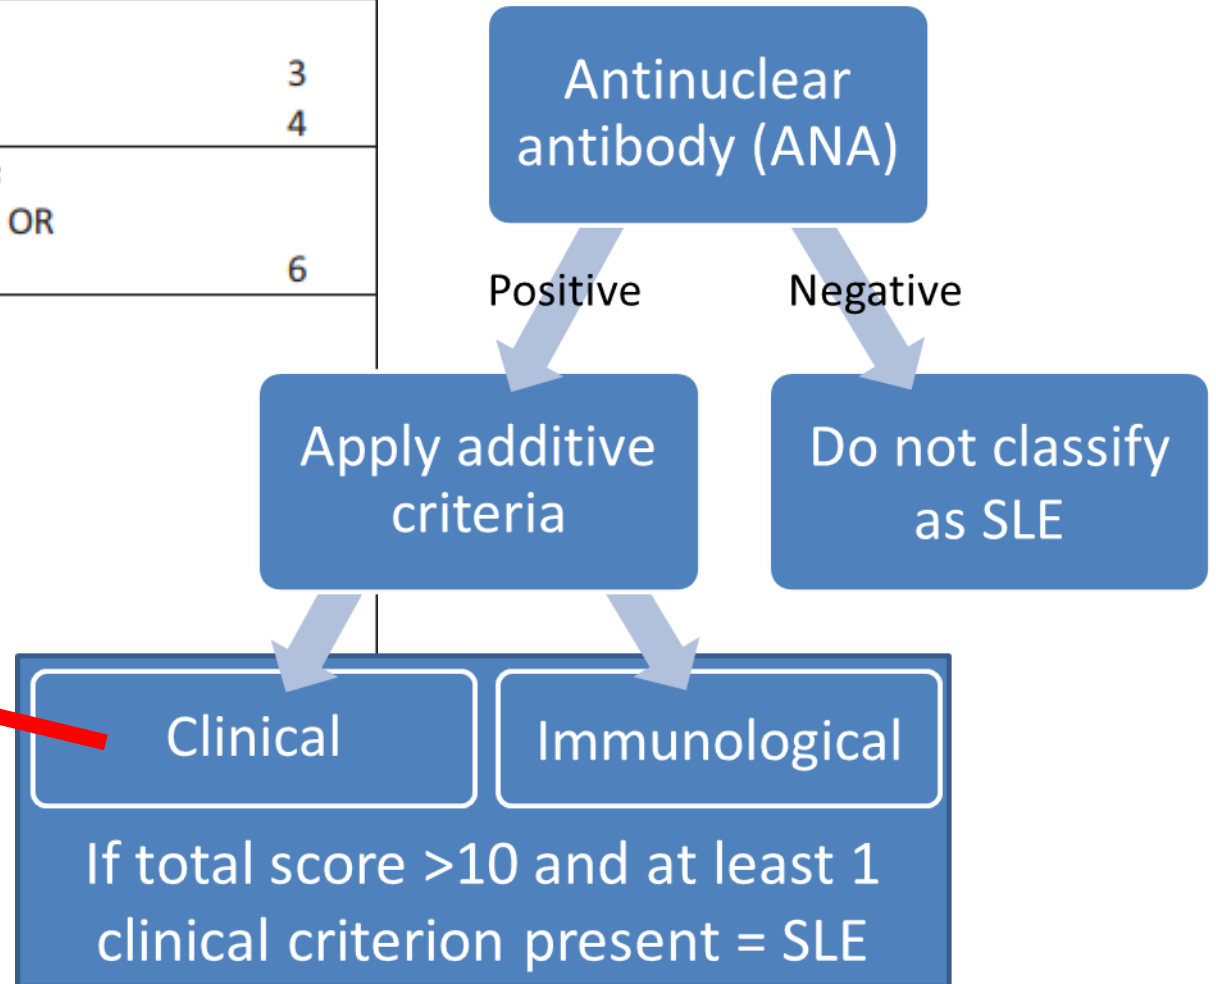 3
4
OR
6
Antinuclear
antibody (ANA)
Positive
Negative
Apply additive
criteria
Do not classify
as SLE
Clinical
Immunological
If total score >10 and at least 1
clinical criterion present = SLE